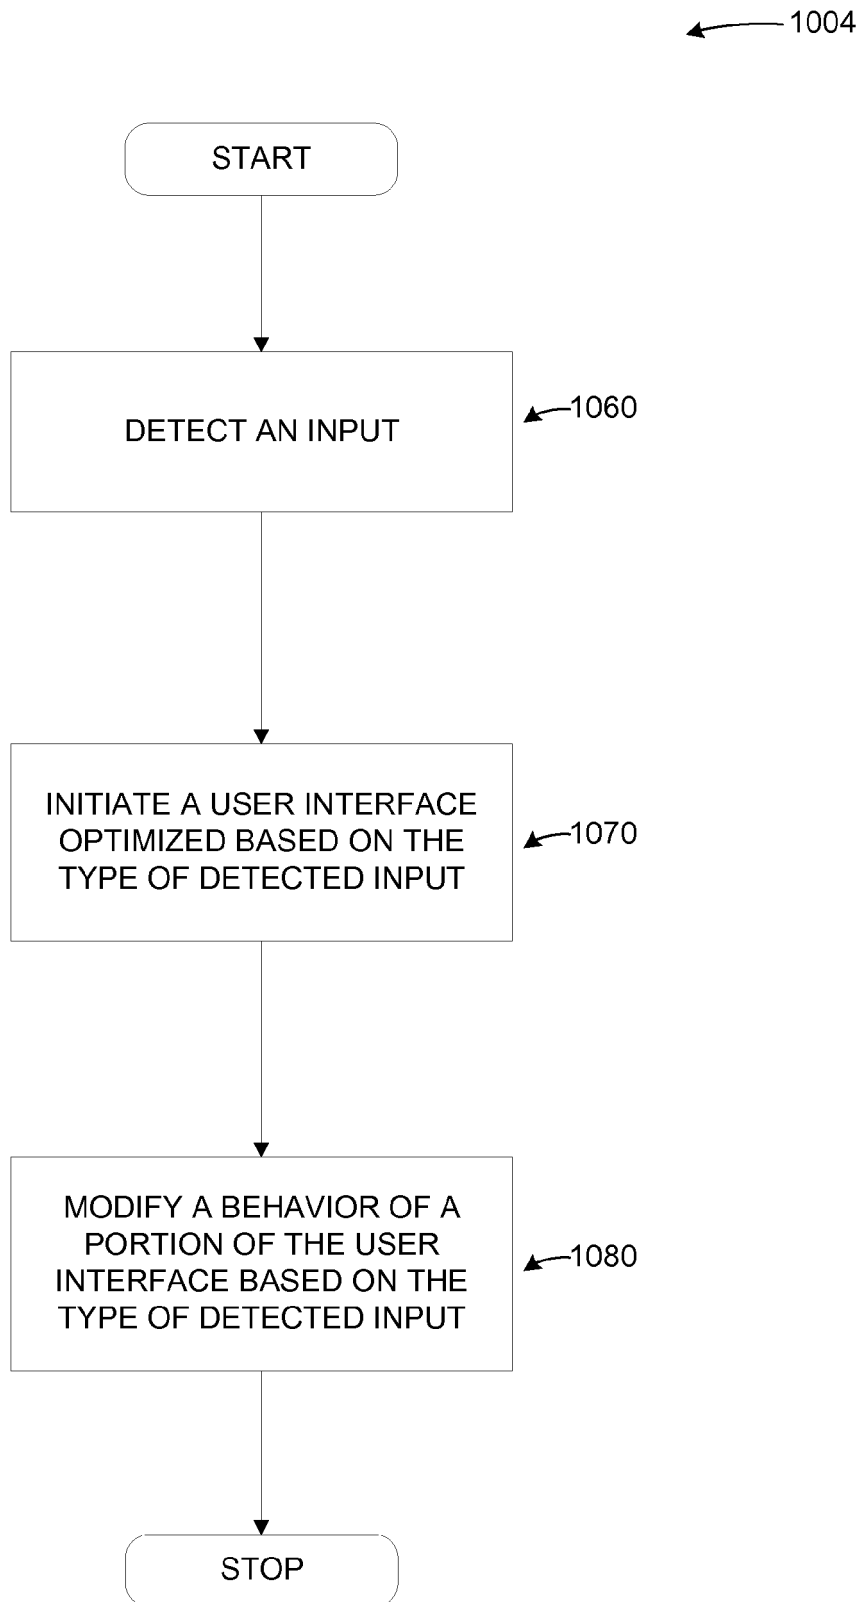 1004
START
DETECT AN INPUT
1060
INITIATE A USER INTERFACE
OPTIMIZED BASED ON THE
TYPE OF DETECTED INPUT
1070
MODIFY A BEHAVIOR OF A
PORTION OF THE USER
INTERFACE BASED ON THE
TYPE OF DETECTED INPUT
1080
STOP